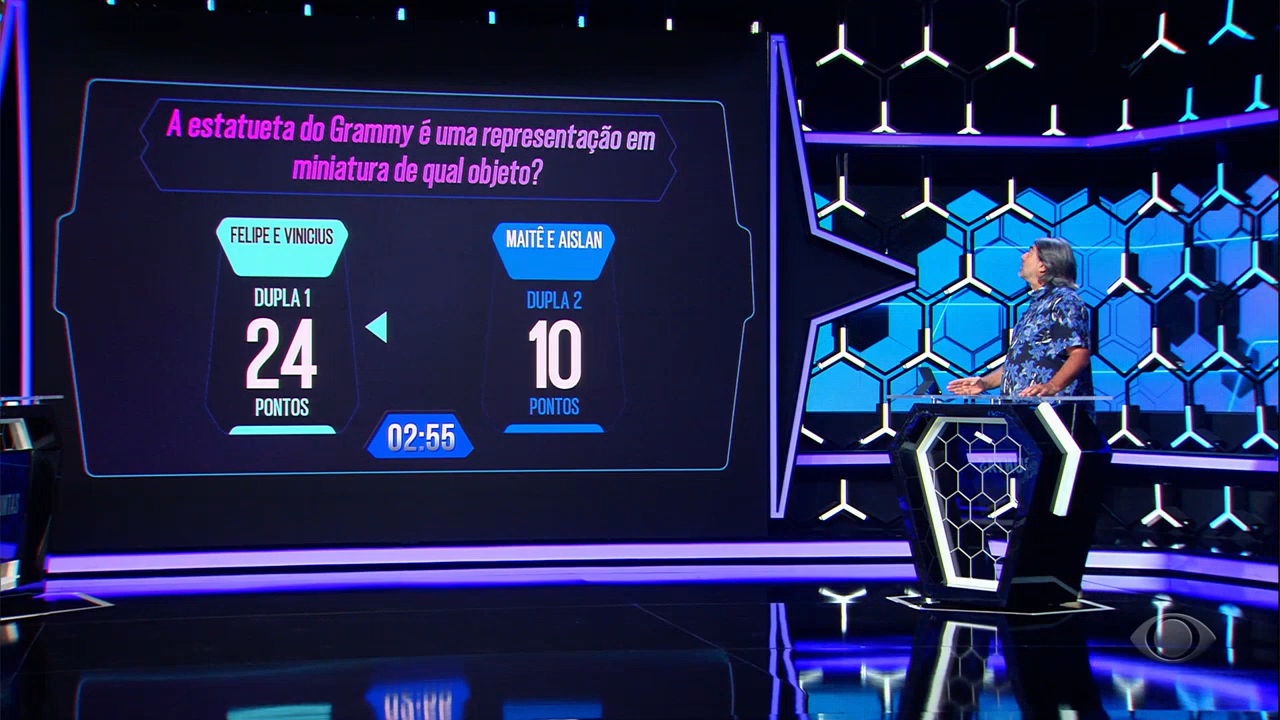 A estatueta do Grammy é uma representação em
miniatura de qual objeto?
FELIPE E VINICIUS
MAITÊ E AISLAN
DUPLA 1
DUPLA 2
24
10
PONTOS
PONTOS
02:55